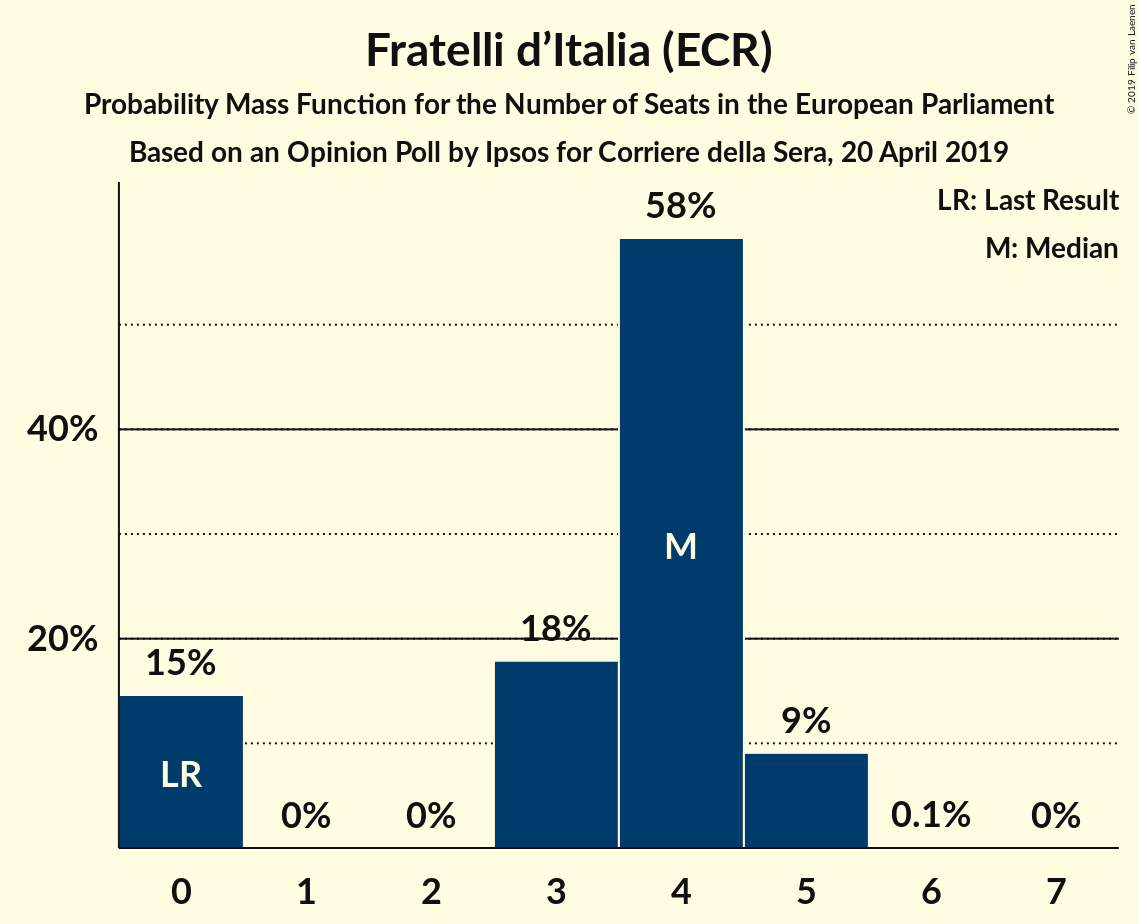 Fratelli d’Italia (ECR)
Probability Mass Function for the Number of Seats in the European Parliament
Based on an Opinion Poll by Ipsos for Corriere della Sera, 20 April 2019
© 2019 Filip van Laenen
LR: Last Result
M: Median
58%
40%
M
20%
18%
15%
9%
LR
0%
0%
0.1%
0%
0 1 2 3 4 5 6 7